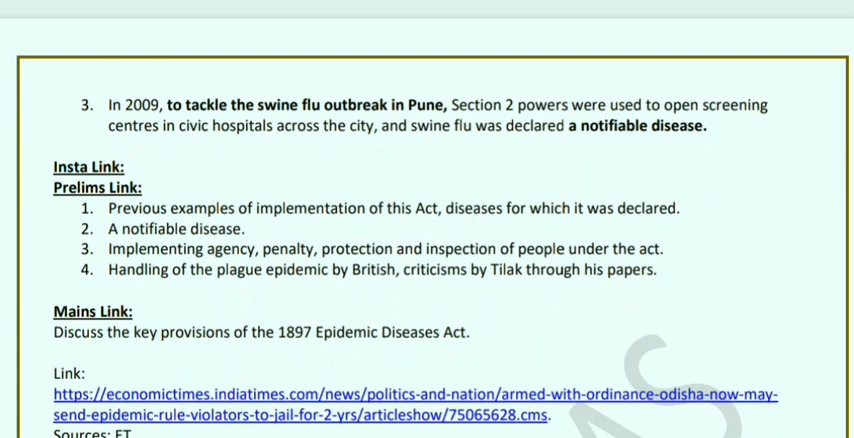 3. In 2009, to tackle the swine flu outbreak in Pune, Section 2 powers were used to open screening
centres in civic hospitals across the city, and swine flu was declared a notifiable disease.
Insta Link:
Prelims Link:
1. Previous examples of implementation of this Act, diseases for which it was declared.
2. A notifiable disease.
3. Implementing agency, penalty, protection and inspection of people under the act.
4. Handling of the plague epidemic by British, criticisms by Tilak through his papers.
Mains Link:
Discuss the key provisions of the 1897 Epidemic Diseases Act.
Link:
https://economictimes.indiatimes.com/news/politics-and-nation/armed-with-ordinance-odisha-now-may-
send-epidemic-rule-violators-to-jail-for-2-yrs/articleshow/75065628.cms.
Sources: ET